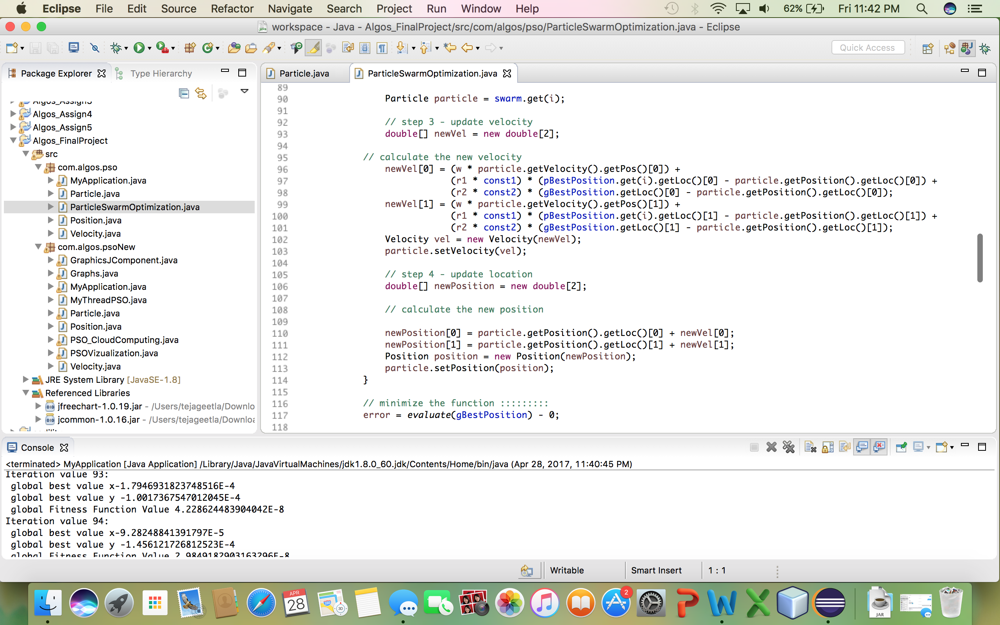 Eclipse File Edit Source Refactor Navigate Search Project Run Window Help 62% Fri 11:42 PM
workspace - Java - Algos_FinalProject/src/com/algos/pso/ParticleSwarmOptimization.java - Eclipse
Quick Access
Package Explorer Type Hierarchy
Algos_Assign3
Algos_Assign4
Algos_Assign5
Algos_FinalProject
src
com.algos.pso
MyApplication.java
Particle.java
ParticleSwarmOptimization.java
Position.java
Velocity.java
com.algos.psoNew
GraphicsJComponent.java
Graphs.java
MyApplication.java
MyThreadPSO.java
Particle.java
Position.java
PSO_CloudComputing.java
PSOVizualization.java
Velocity.java
JRE System Library [JavaSE-1.8]
Referenced Libraries
jfreechart-1.0.19.jar - /Users/tejageetla/Downlo
jcommon-1.0.16.jar - /Users/tejageetla/Downloa
Particle.java ParticleSwarmOptimization.java
89
90 Particle particle = swarm.get(i);
91
92 // step 3 - update velocity
93 double[] newVel = new double[2];
94
95 // calculate the new velocity
96 newVel[0] = (w * particle.getVelocity().getPos()[0]) +
97 (r1 * const1) * (pBestPosition.get(i).getLoc()[0] - particle.getPosition().getLoc()[0]) +
98 (r2 * const2) * (gBestPosition.getLoc()[0] - particle.getPosition().getLoc()[0]);
99 newVel[1] = (w * particle.getVelocity().getPos()[1]) +
100 (r1 * const1) * (pBestPosition.get(i).getLoc()[1] - particle.getPosition().getLoc()[1]) +
101 (r2 * const2) * (gBestPosition.getLoc()[1] - particle.getPosition().getLoc()[1]);
102 Velocity vel = new Velocity(newVel);
103 particle.setVelocity(vel);
104
105 // step 4 - update location
106 double[] newPosition = new double[2];
107
108 // calculate the new position
109
110 newPosition[0] = particle.getPosition().getLoc()[0] + newVel[0];
111 newPosition[1] = particle.getPosition().getLoc()[1] + newVel[1];
112 Position position = new Position(newPosition);
113 particle.setPosition(position);
114 }
115
116 // minimize the function :::::::::
117 error = evaluate(gBestPosition) - 0;
118
Console
<terminated> MyApplication [Java Application] /Library/Java/JavaVirtualMachines/jdk1.8.0_60.jdk/Contents/Home/bin/java (Apr 28, 2017, 11:40:45 PM)
Iteration value 93:
global best value x-1.7946931823748516E-4
global best value y -1.0017367547012045E-4
global Fitness Function Value 4.228624483904042E-8
Iteration value 94:
global best value x-9.28248841391797E-5
global best value y -1.456121726812523E-4
global Fitness Function Value 2.9849182903163296E-8
Writable Smart Insert 1 : 1
APR
28
280
3D
2
JAR